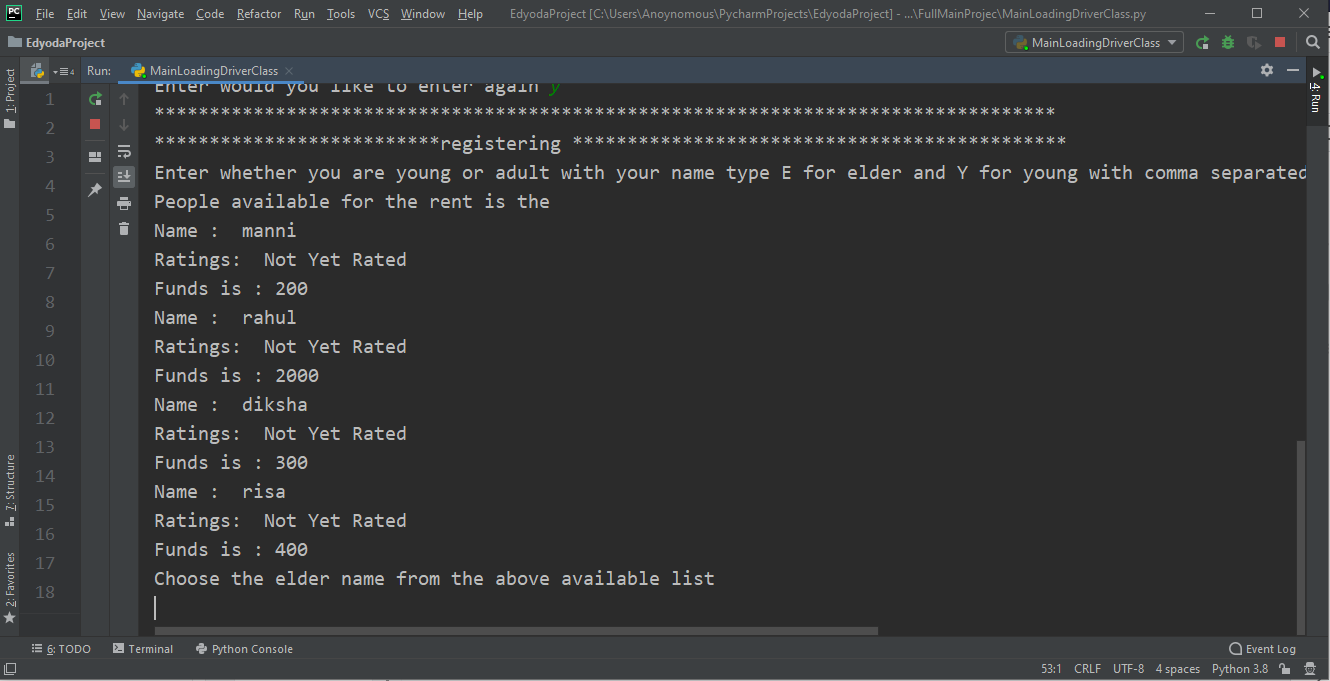 PC File Edit View Navigate Code Refactor Run Tools VCS Window Help EdyodaProject [C:\Users\Anoynomous\PycharmProjects\EdyodaProject] - ...\FullMainProjec\MainLoadingDriverClass.py
EdyodaProject MainLoadingDriverClass
1: Project
4 Run: MainLoadingDriverClass
4: Run
Enter would you like to enter again y
1 **********************************************************************************
2 **************************registering *********************************************
3 Enter whether you are young or adult with your name type E for elder and Y for young with comma separated
4 People available for the rent is the
5 Name :  manni
6 Ratings:  Not Yet Rated
7 Funds is : 200
8 Name :  rahul
9 Ratings:  Not Yet Rated
10 Funds is : 2000
11 Name :  diksha
12 Ratings:  Not Yet Rated
13 Funds is : 300
14 Name :  risa
15 Ratings:  Not Yet Rated
16 Funds is : 400
17 Choose the elder name from the above available list
18
7: Structure
2: Favorites
6: TODO Terminal Python Console Event Log
53:1 CRLF UTF-8 4 spaces Python 3.8